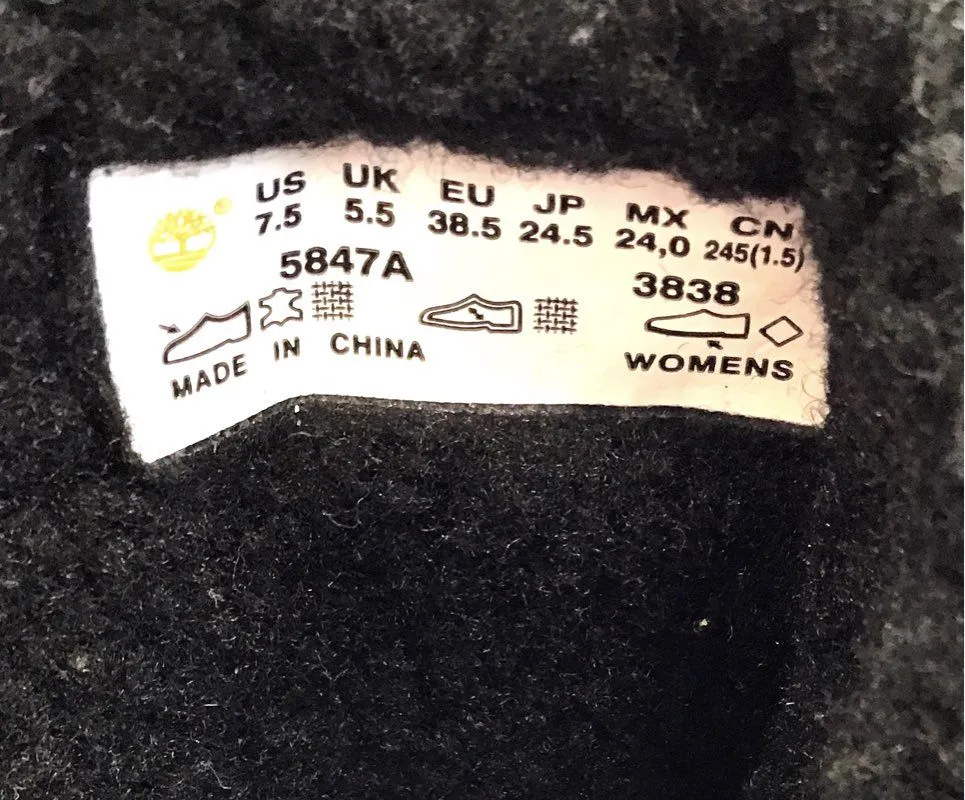 US UK EU JP MX CN
7.5 5.5 38.5 24.5 24,0 245(1.5)
5847A 3838
MADE IN CHINA WOMENS